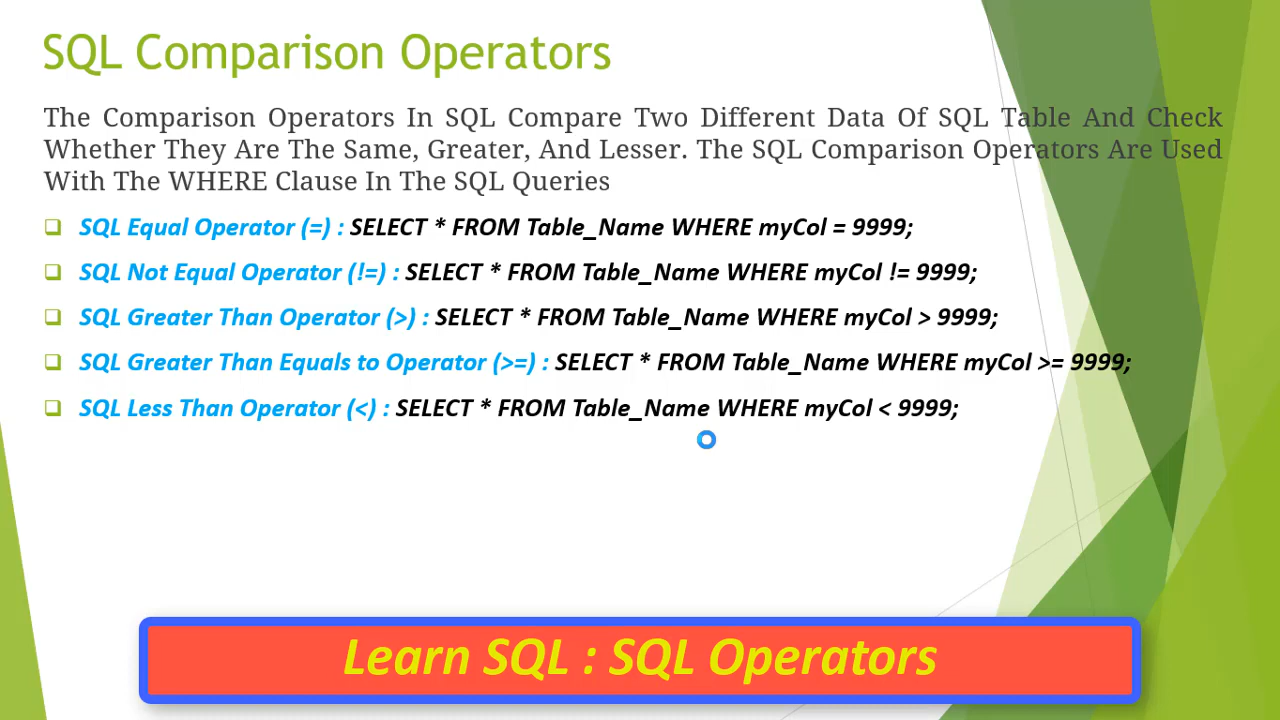 SQL Comparison Operators
The Comparison Operators In SQL Compare Two Different Data Of SQL Table And Check
Whether They Are The Same, Greater, And Lesser. The SQL Comparison Operators Are Used
With The WHERE Clause In The SQL Queries
SQL Equal Operator (=) : SELECT * FROM Table_Name WHERE myCol = 9999;
SQL Not Equal Operator (!=) : SELECT * FROM Table_Name WHERE myCol != 9999;
SQL Greater Than Operator (>) : SELECT * FROM Table_Name WHERE myCol > 9999;
SQL Greater Than Equals to Operator (>=) : SELECT * FROM Table_Name WHERE myCol >= 9999;
SQL Less Than Operator (<) : SELECT * FROM Table_Name WHERE myCol < 9999;
Learn SQL : SQL Operators